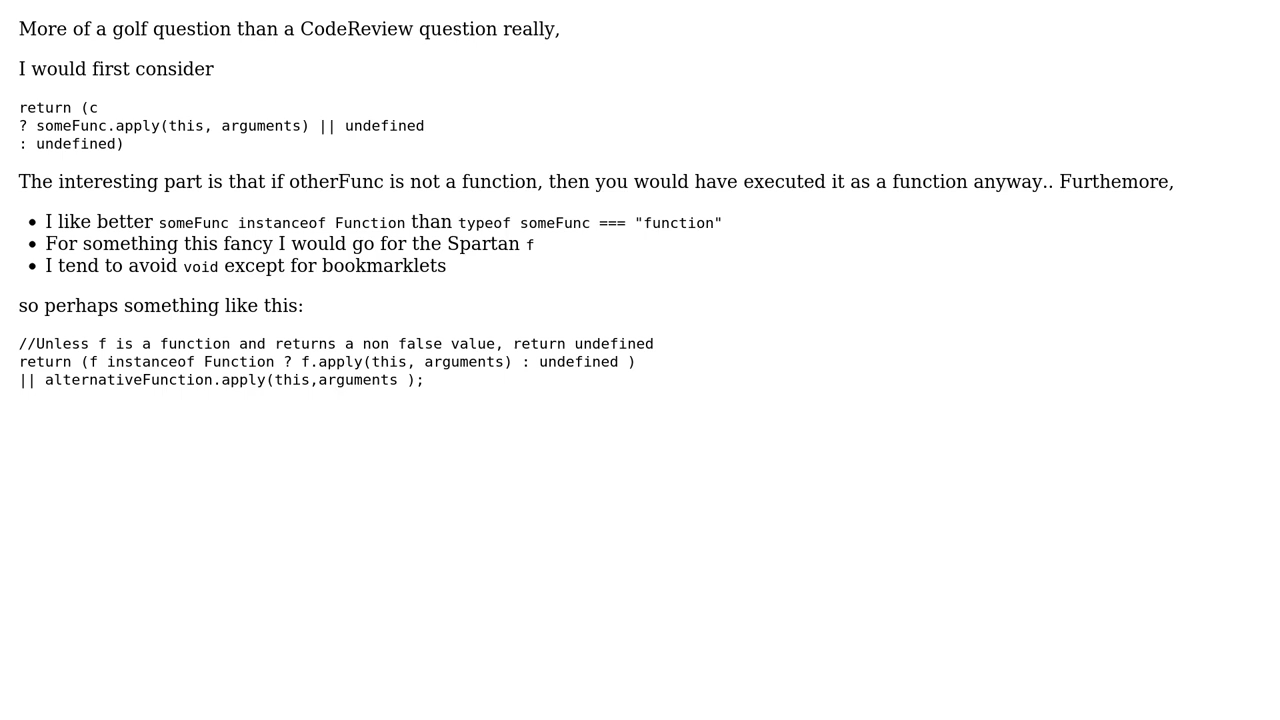 More of a golf question than a CodeReview question really,
I would first consider
return (c
? someFunc.apply(this, arguments) || undefined
: undefined)
The interesting part is that if otherFunc is not a function, then you would have executed it as a function anyway.. Furthemore,
• I like better someFunc instanceof Function than typeof someFunc === "function"
• For something this fancy I would go for the Spartan f
• I tend to avoid void except for bookmarklets
so perhaps something like this:
//Unless f is a function and returns a non false value, return undefined
return (f instanceof Function ? f.apply(this, arguments) : undefined )
|| alternativeFunction.apply(this,arguments );